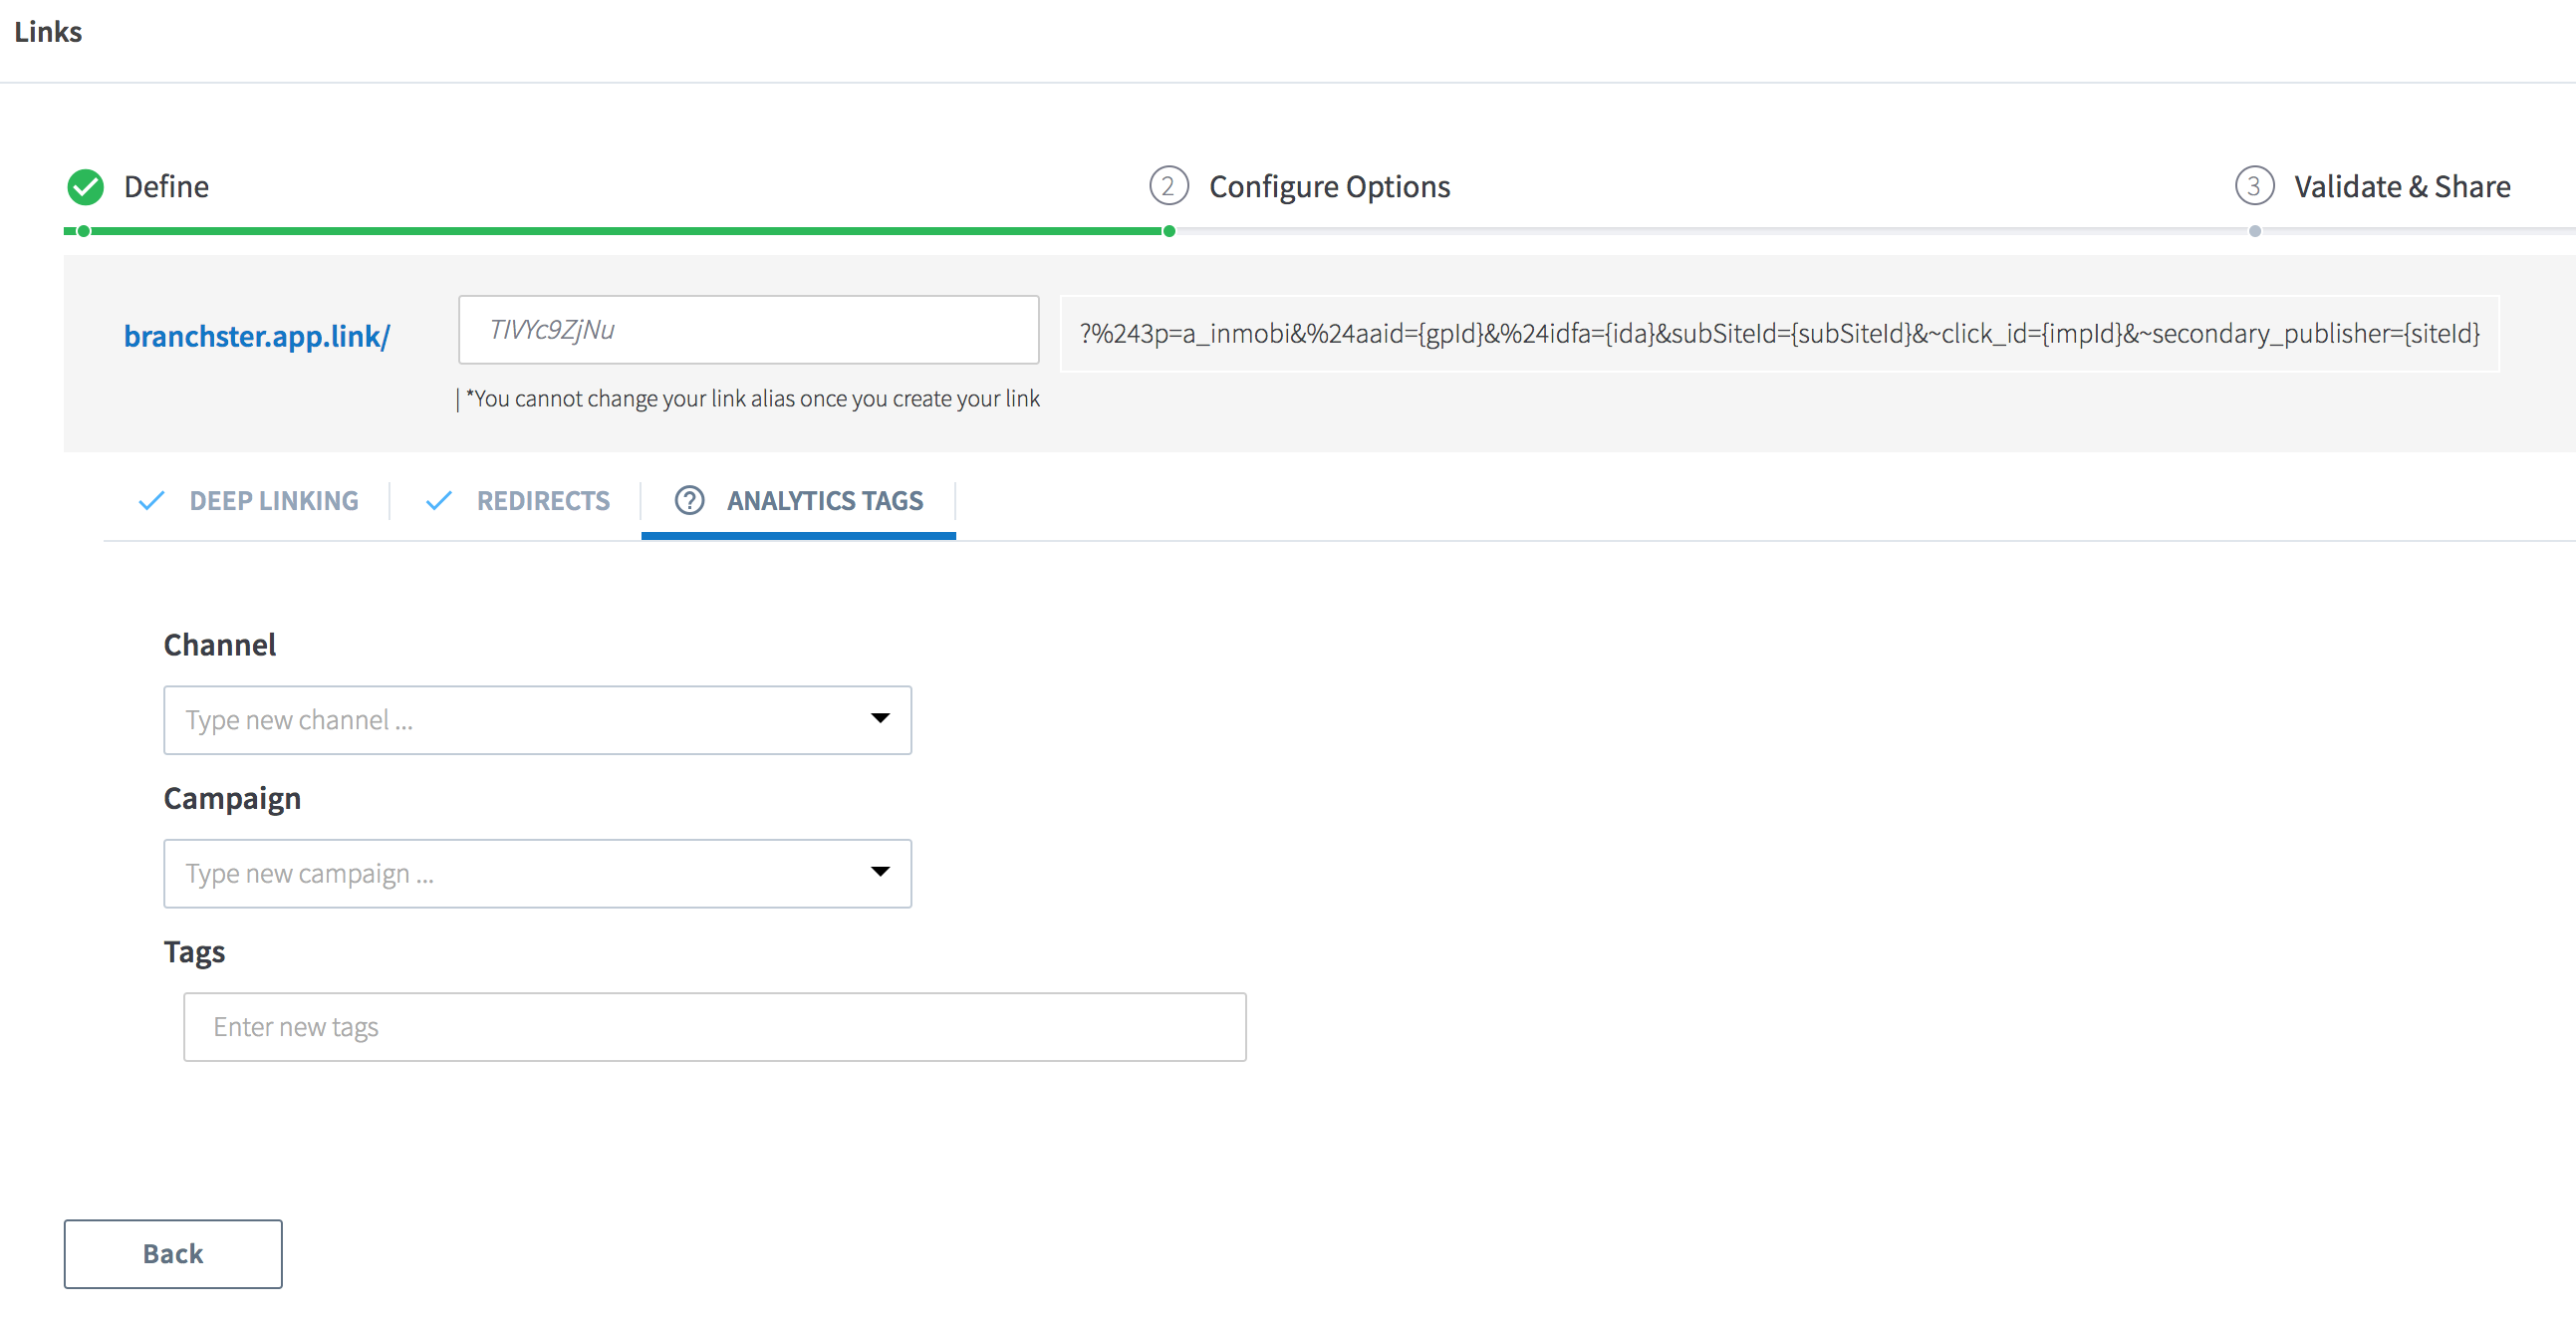 Links
Define
2 Configure Options
3 Validate & Share
branchster.app.link/ TIVYc9ZjNu ?%243p=a_inmobi&%24aaid={gpId}&%24idfa={ida}&subSiteId={subSiteId}&~click_id={impId}&~secondary_publisher={siteId}
| *You cannot change your link alias once you create your link
DEEP LINKING REDIRECTS ? ANALYTICS TAGS
Channel
Type new channel ...
Campaign
Type new campaign ...
Tags
Enter new tags
Back